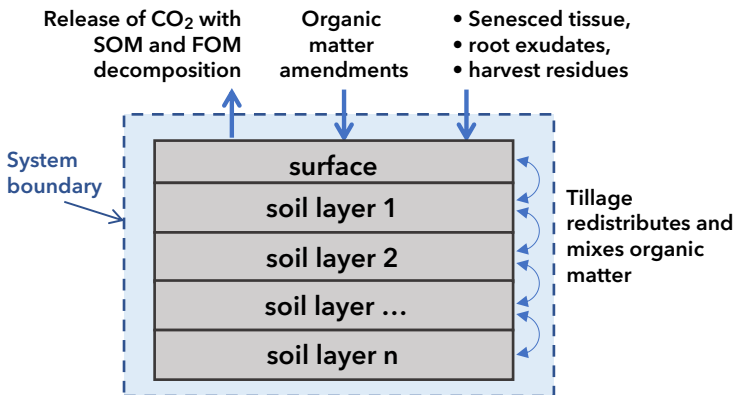 Release of CO₂ with
SOM and FOM
decomposition
Organic
matter
amendments
• Senesced tissue,
• root exudates,
• harvest residues
System
boundary
surface
soil layer 1
soil layer 2
soil layer ...
soil layer n
Tillage
redistributes and
mixes organic
matter